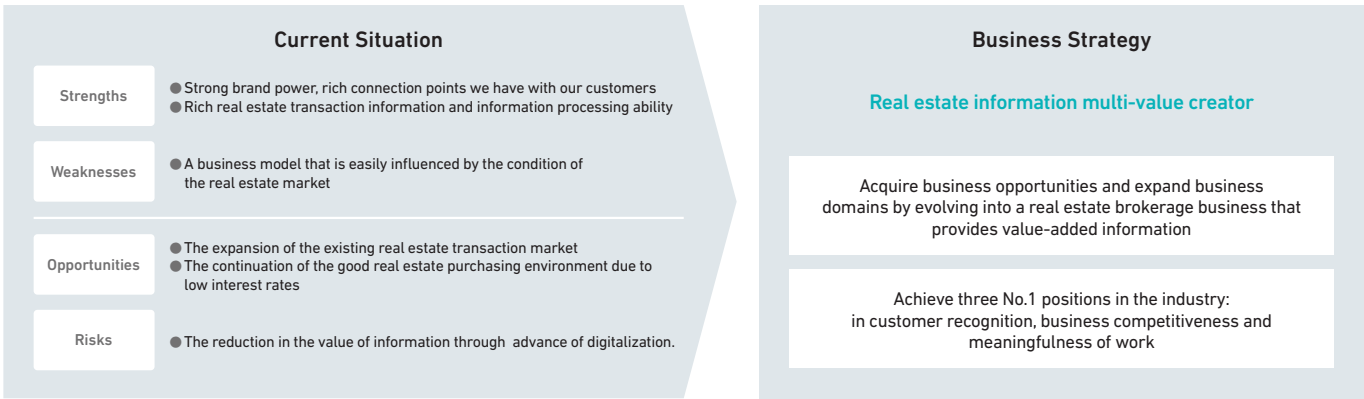 Current Situation
Strengths
● Strong brand power, rich connection points we have with our customers
● Rich real estate transaction information and information processing ability
Weaknesses
● A business model that is easily influenced by the condition of
the real estate market
Opportunities
● The expansion of the existing real estate transaction market
● The continuation of the good real estate purchasing environment due to
low interest rates
Risks
● The reduction in the value of information through advance of digitalization.
Business Strategy
Real estate information multi-value creator
Acquire business opportunities and expand business
domains by evolving into a real estate brokerage business that
provides value-added information
Achieve three No.1 positions in the industry:
in customer recognition, business competitiveness and
meaningfulness of work